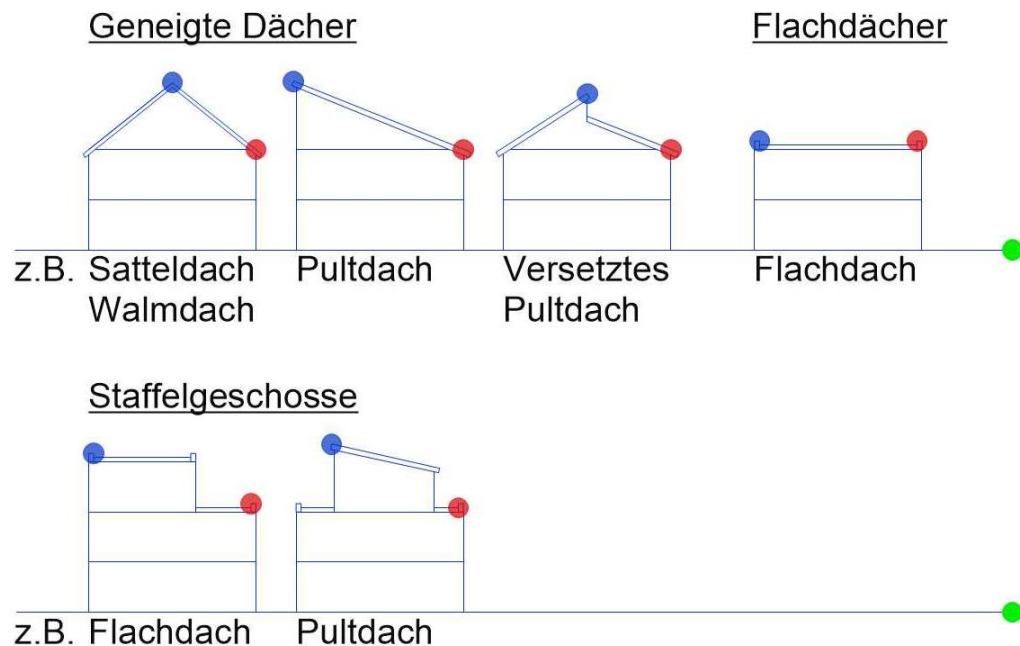 Geneigte Dächer Flachdächer
z.B. Satteldach Pultdach Versetztes Flachdach
Walmdach Pultdach
Staffelgeschosse
z.B. Flachdach Pultdach